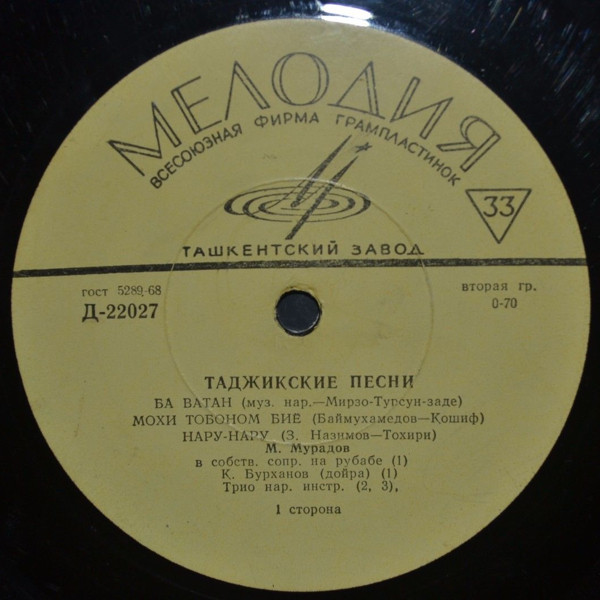 МЕЛОДИЯ
ВСЕСОЮЗНАЯ ФИРМА ГРАМПЛАСТИНОК
33
ТАШКЕНТСКИЙ ЗАВОД
гост 5289-68
Д-22027
вторая гр.
0-70
ТАДЖИКСКИЕ ПЕСНИ
БА ВАТАН (муз. нар.—Мирзо-Турсун-заде)
МОХИ ТОБОНОМ БИЁ (Баймухамедов—Қошиф)
НАРУ-НАРУ (З. Назимов—Тохири)
М. Мурадов
в собств. сопр. на рубабе (1)
К. Бурханов (дойра) (1)
Трио нар. инстр. (2, 3),
1 сторона